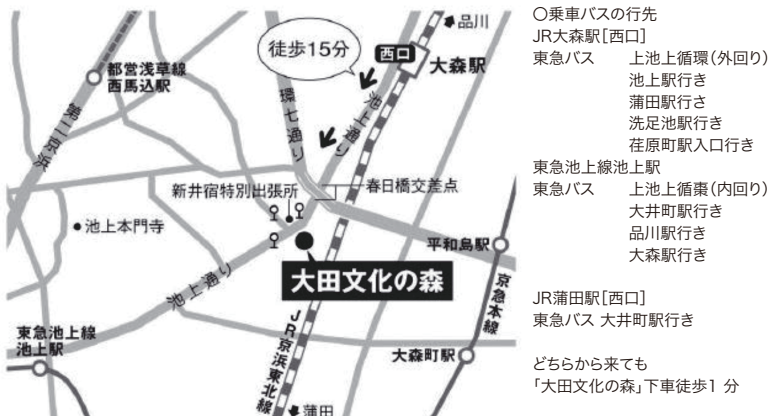 品川
徒歩15分
西口
大森駅
都営浅草線
西馬込駅
第二京浜
環七通り
池上通り
新井宿特別出張所
春日橋交差点
池上本門寺
平和島駅
大田文化の森
池上通り
京急本線
JR京浜東北線
東急池上線
池上駅
大森町駅
蒲田
〇乗車バスの行先
JR大森駅[西口]
東急バス 上池上循環(外回り)
池上駅行き
蒲田駅行さ
洗足池駅行き
荏原町駅入口行き
東急池上線池上駅
東急バス 上池上循棗(内回り)
大井町駅行き
品川駅行き
大森駅行き
JR蒲田駅[西口]
東急バス 大井町駅行き
どちらから来ても
「大田文化の森」下車徒歩1 分